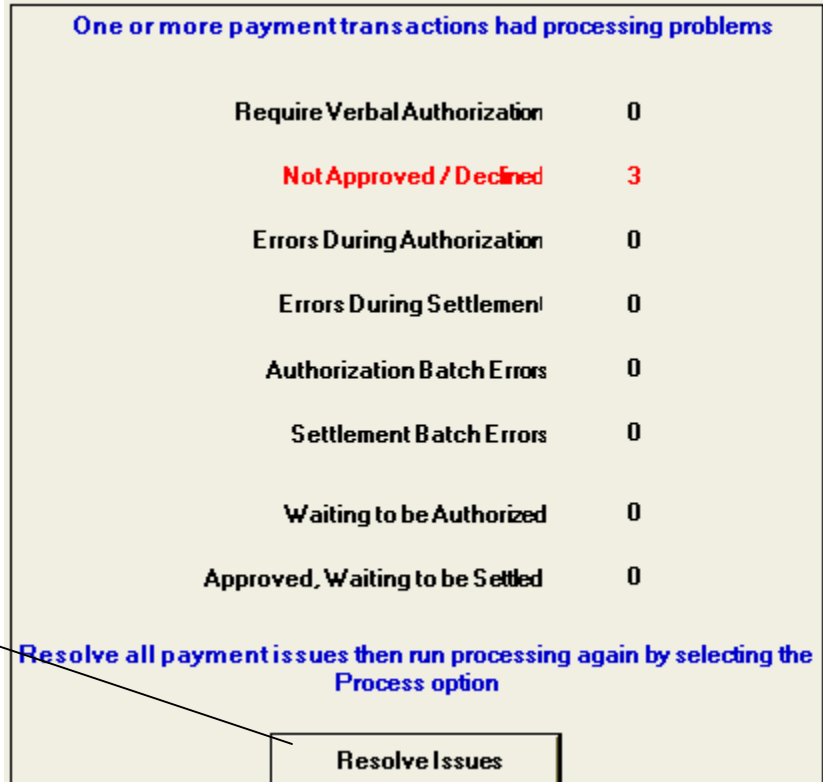 One or more payment transactions had processing problems
Require Verbal Authorization 0
Not Approved / Declined 3
Errors During Authorization 0
Errors During Settlement 0
Authorization Batch Errors 0
Settlement Batch Errors 0
Waiting to be Authorized 0
Approved, Waiting to be Settled 0
Resolve all payment issues then run processing again by selecting the
Process option
Resolve Issues